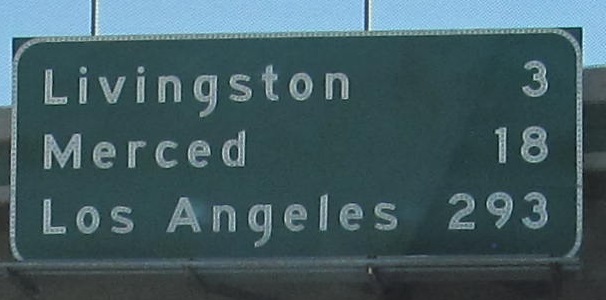 Livingston 3
Merced 18
Los Angeles 293